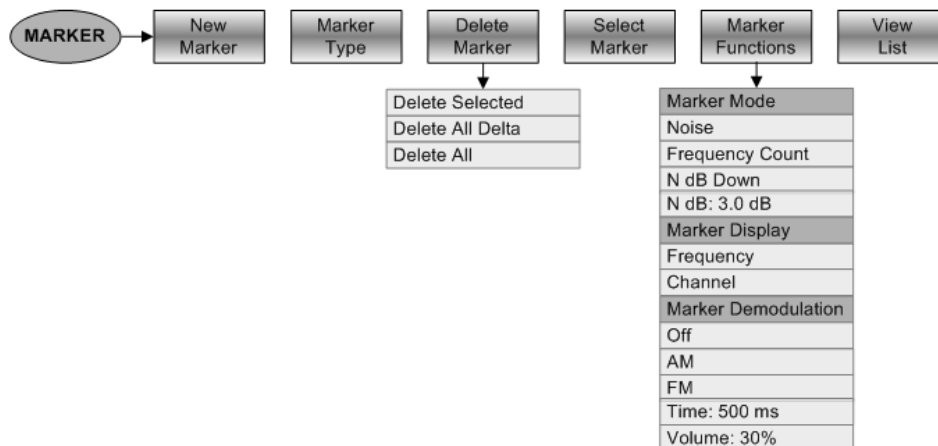 MARKER
New
Marker
Marker
Type
Delete
Marker
Select
Marker
Marker
Functions
View
List
Delete Selected
Delete All Delta
Delete All
Marker Mode
Noise
Frequency Count
N dB Down
N dB: 3.0 dB
Marker Display
Frequency
Channel
Marker Demodulation
Off
AM
FM
Time: 500 ms
Volume: 30%